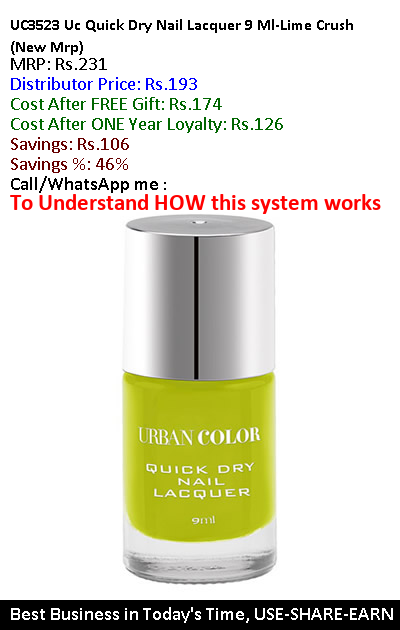 UC3523 Uc Quick Dry Nail Lacquer 9 Ml-Lime Crush
(New Mrp)
MRP: Rs.231
Distributor Price: Rs.193
Cost After FREE Gift: Rs.174
Cost After ONE Year Loyalty: Rs.126
Savings: Rs.106
Savings %: 46%
Call/WhatsApp me :
To Understand HOW this system works
URBAN COLOR
QUICK DRY
NAIL
LACQUER
9ml
Best Business in Today's Time, USE-SHARE-EARN